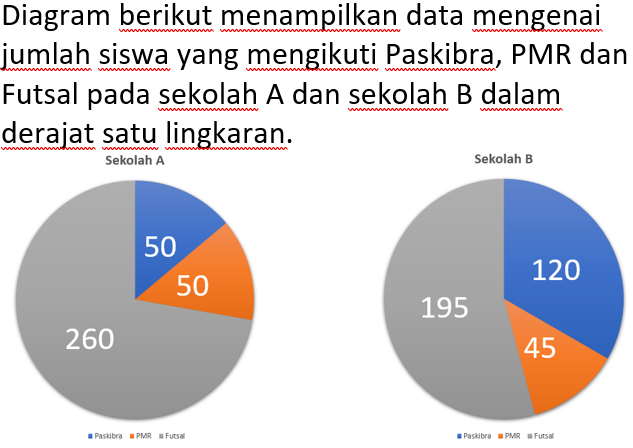 Diagram berikut menampilkan data mengenai
jumlah siswa yang mengikuti Paskibra, PMR dan
Futsal pada sekolah A dan sekolah B dalam
derajat satu lingkaran.
Sekolah A
50
50
260
Paskibra PMR Futsal
Sekolah B
120
195
45
Paskibra PMR Futsal